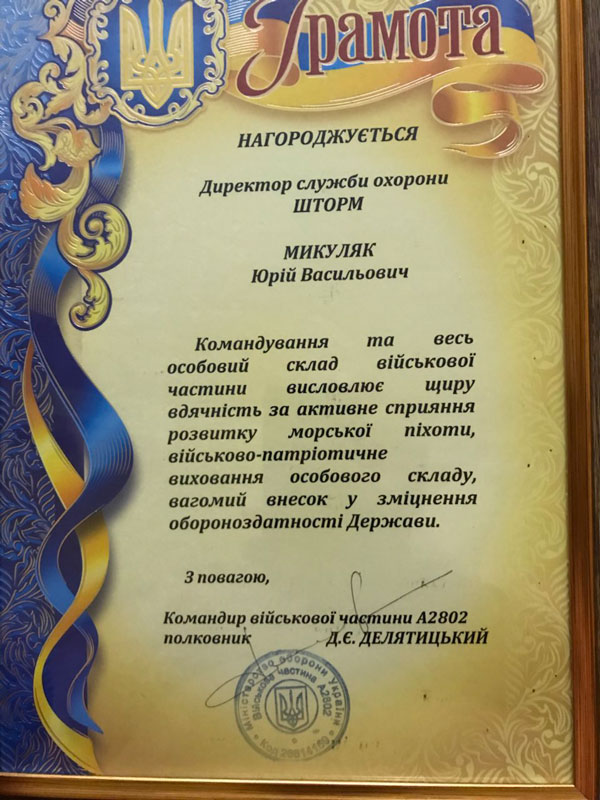 Грамота
НАГОРОДЖУЄТЬСЯ
Директор служби охорони
ШТОРМ
МИКУЛЯК
Юрій Васильович
Командування та весь
особовий склад військової
частини висловлює щиру
вдячність за активне сприяння
розвитку морської піхоти,
військово-патріотичне
виховання особового складу,
вагомий внесок у зміцнення
обороноздатності Держави.
З повагою,
Командир військової частини А2802
полковник Д.Є. ДЕЛЯТИЦЬКИЙ
Міністерство оборони України
Військова частина А2802